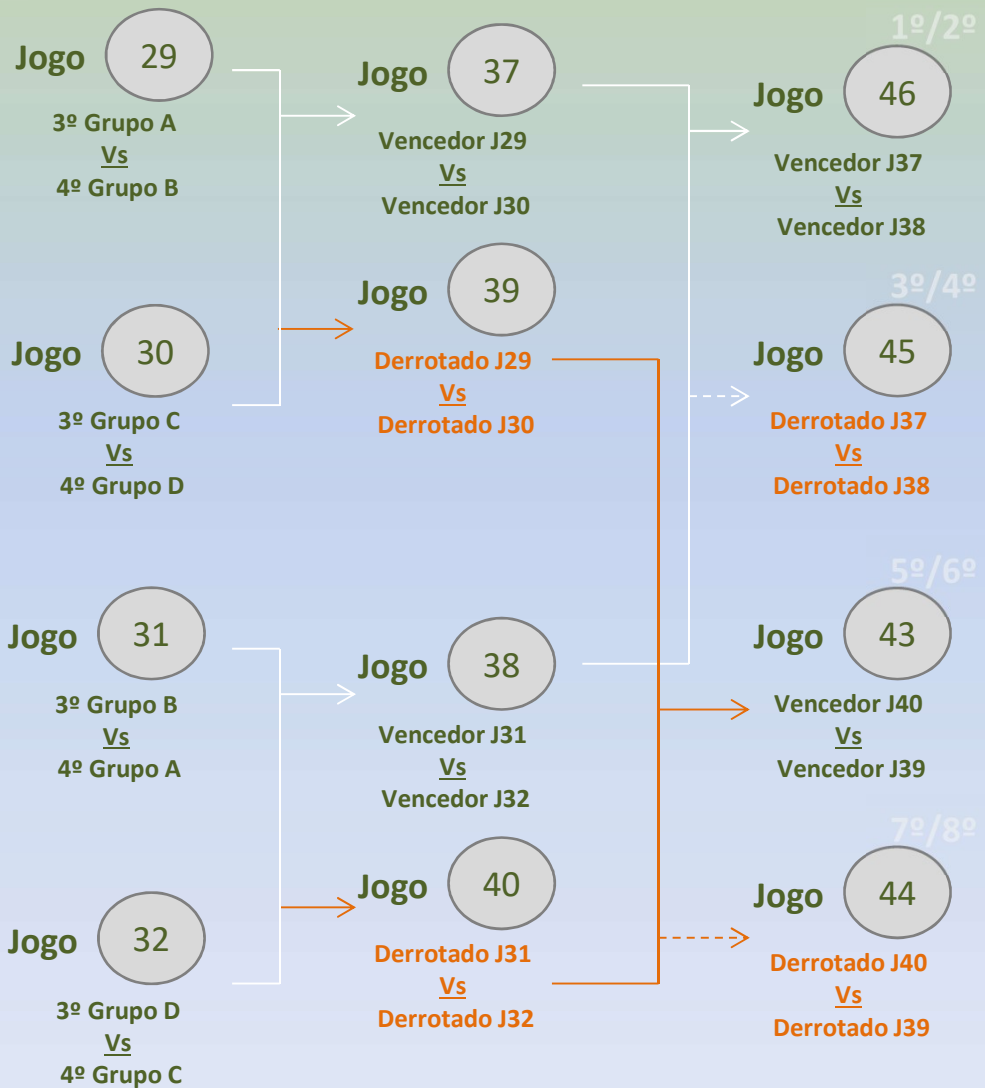 Jogo 29
3º Grupo A
Vs
4º Grupo B
Jogo 30
3º Grupo C
Vs
4º Grupo D
Jogo 31
3º Grupo B
Vs
4º Grupo A
Jogo 32
3º Grupo D
Vs
4º Grupo C
Jogo 37
Vencedor J29
Vs
Vencedor J30
Jogo 39
Derrotado J29
Vs
Derrotado J30
Jogo 38
Vencedor J31
Vs
Vencedor J32
Jogo 40
Derrotado J31
Vs
Derrotado J32
1º/2º
Jogo 46
Vencedor J37
Vs
Vencedor J38
3º/4º
Jogo 45
Derrotado J37
Vs
Derrotado J38
5º/6º
Jogo 43
Vencedor J40
Vs
Vencedor J39
7º/8º
Jogo 44
Derrotado J40
Vs
Derrotado J39